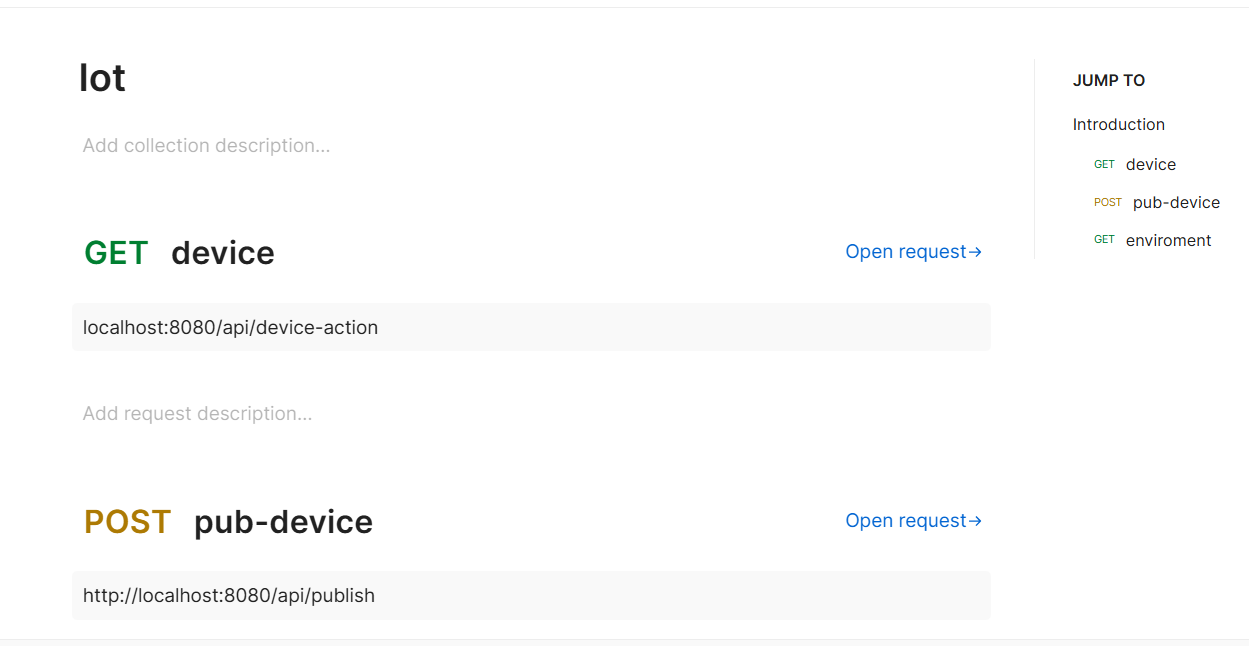 Iot
Add collection description...
GET device
Open request→
localhost:8080/api/device-action
Add request description...
POST pub-device
Open request→
http://localhost:8080/api/publish
JUMP TO
Introduction
GET device
POST pub-device
GET enviroment